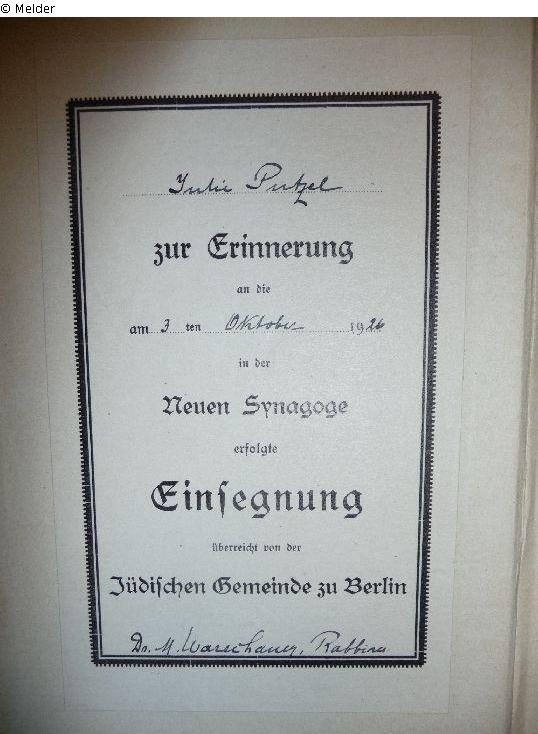 © Melder
Julie Putzel
zur Erinnerung
an die
am 3 ten Oktober 1926
in der
Neuen Synagoge
erfolgte
Einsegnung
überreicht von der
Jüdischen Gemeinde zu Berlin
Dr. M. Warschauer, Rabbiner